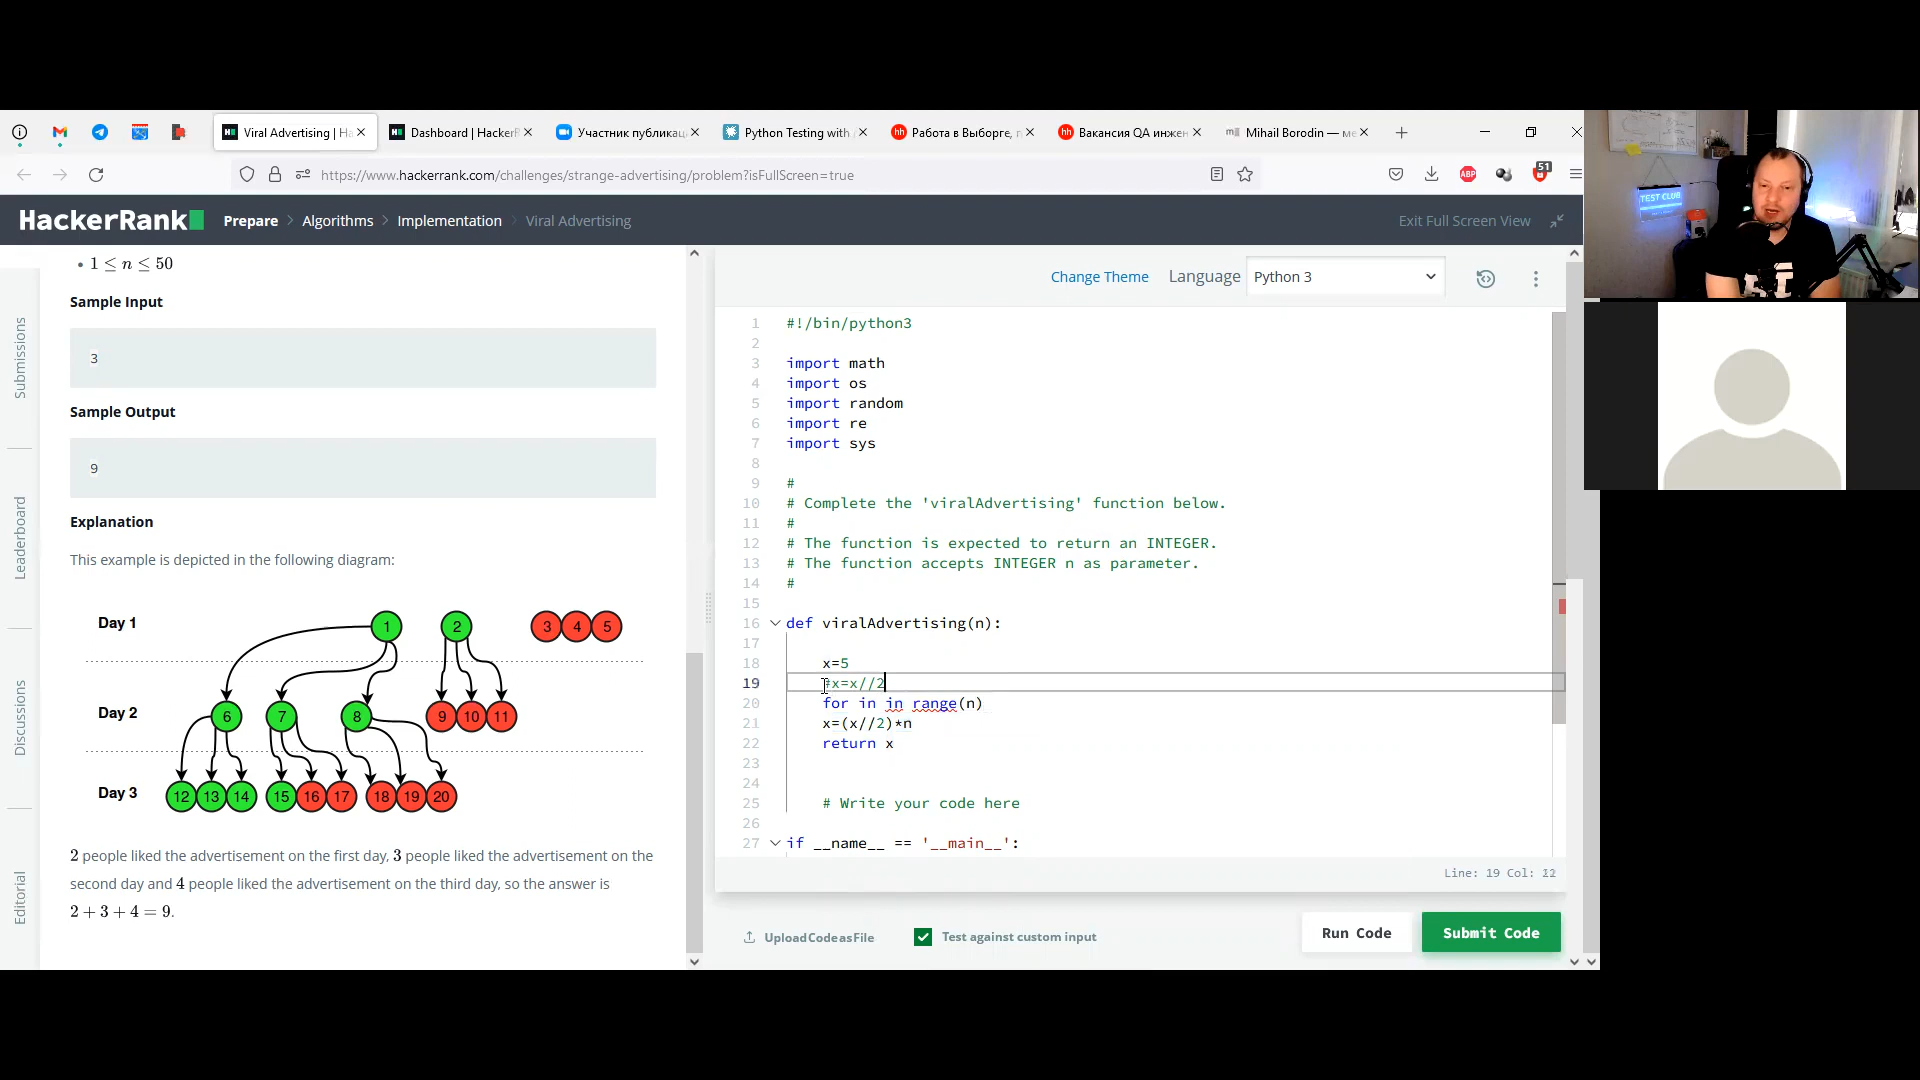 Viral Advertising | Ha
Dashboard | HackerR
Участник публикац
Python Testing with
Работа в Выборге, г
Вакансия QA инжен
Mihail Borodin — ме
https://www.hackerrank.com/challenges/strange-advertising/problem?isFullScreen=true
ABP
51
HackerRank
Prepare > Algorithms > Implementation > Viral Advertising
Exit Full Screen View
TEST CLUB
Submissions
Leaderboard
Discussions
Editorial
• 1 ≤ n ≤ 50
Sample Input
3
Sample Output
9
Explanation
This example is depicted in the following diagram:
Day 1
1 2 3 4 5
Day 2
6 7 8 9 10 11
Day 3
12 13 14 15 16 17 18 19 20
2 people liked the advertisement on the first day, 3 people liked the advertisement on the
second day and 4 people liked the advertisement on the third day, so the answer is
2 + 3 + 4 = 9.
Change Theme Language Python 3
1 #!/bin/python3
2
3 import math
4 import os
5 import random
6 import re
7 import sys
8
9 #
10 # Complete the 'viralAdvertising' function below.
11 #
12 # The function is expected to return an INTEGER.
13 # The function accepts INTEGER n as parameter.
14 #
15
16 def viralAdvertising(n):
17
18 x=5
19 #x=x//2
20 for in in range(n)
21 x=(x//2)*n
22 return x
23
24
25 # Write your code here
26
27 if __name__ == '__main__':
Line: 19 Col: 12
Upload Code as File
Test against custom input
Run Code
Submit Code